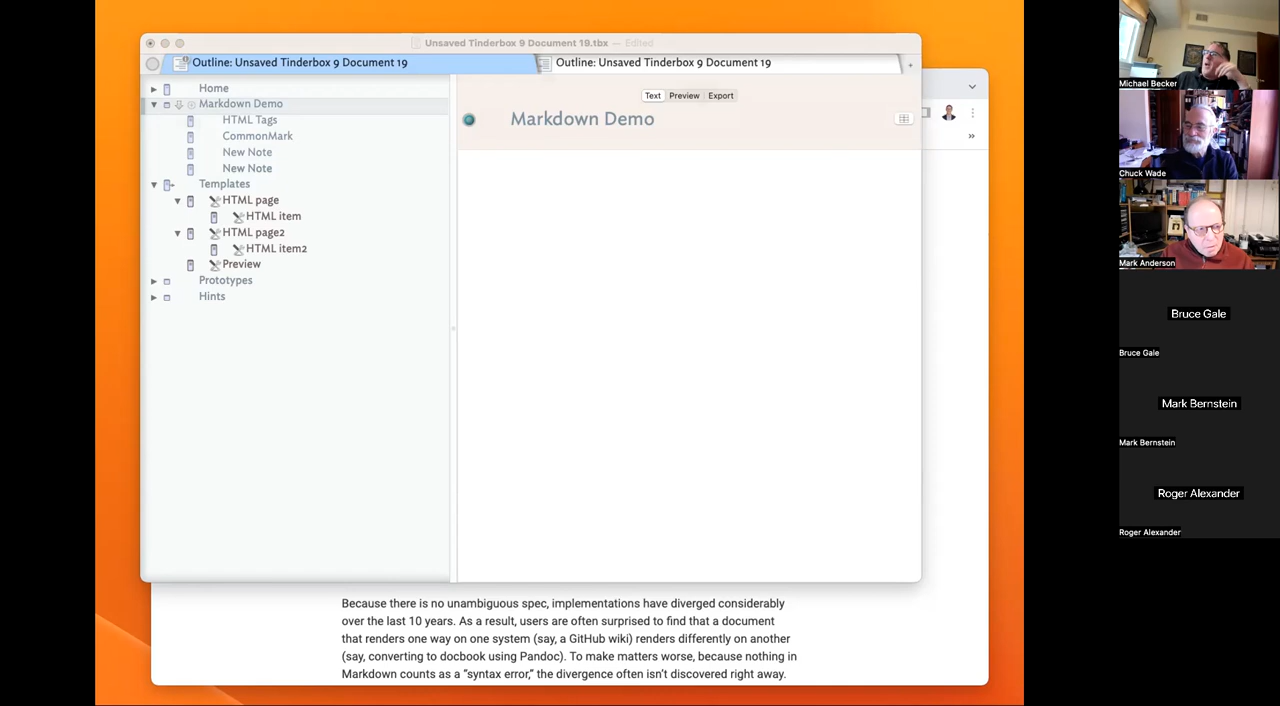 Unsaved Tinderbox 9 Document 19.tbx — Edited
Outline: Unsaved Tinderbox 9 Document 19
Outline: Unsaved Tinderbox 9 Document 19
+
Home
Markdown Demo
HTML Tags
CommonMark
New Note
New Note
Templates
HTML page
HTML item
HTML page2
HTML item2
Preview
Prototypes
Hints
Text Preview Export
Markdown Demo
»
Because there is no unambiguous spec, implementations have diverged considerably
over the last 10 years. As a result, users are often surprised to find that a document
that renders one way on one system (say, a GitHub wiki) renders differently on another
(say, converting to docbook using Pandoc). To make matters worse, because nothing in
Markdown counts as a “syntax error,” the divergence often isn’t discovered right away.
Michael Becker
Chuck Wade
Mark Anderson
Bruce Gale
Bruce Gale
Mark Bernstein
Mark Bernstein
Roger Alexander
Roger Alexander